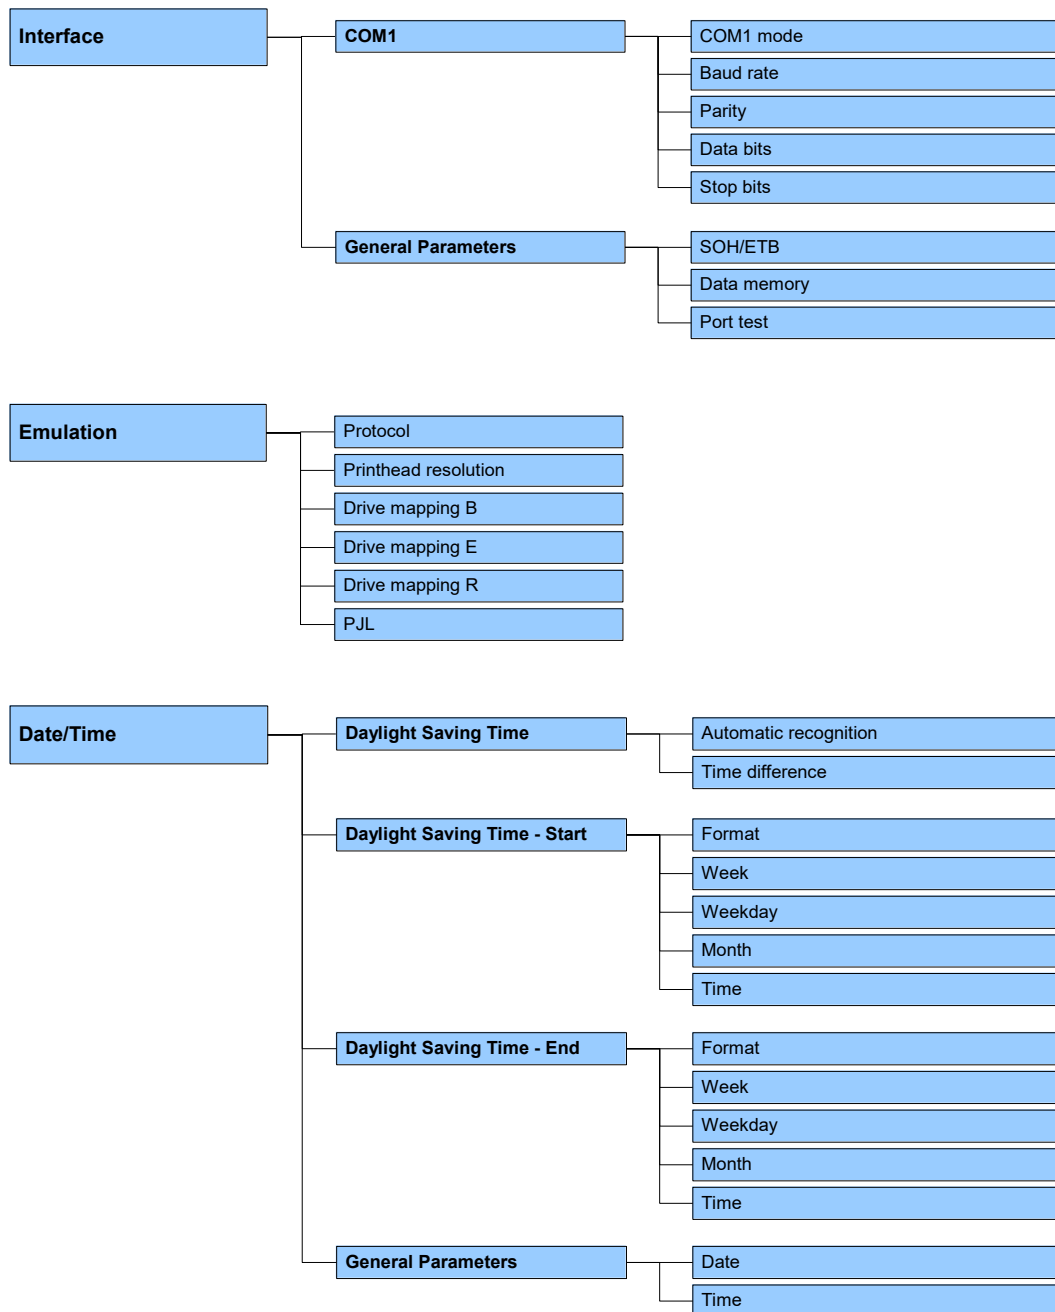 Interface
COM1
COM1 mode
Baud rate
Parity
Data bits
Stop bits
General Parameters
SOH/ETB
Data memory
Port test
Emulation
Protocol
Printhead resolution
Drive mapping B
Drive mapping E
Drive mapping R
PJL
Date/Time
Daylight Saving Time
Automatic recognition
Time difference
Daylight Saving Time - Start
Format
Week
Weekday
Month
Time
Daylight Saving Time - End
Format
Week
Weekday
Month
Time
General Parameters
Date
Time